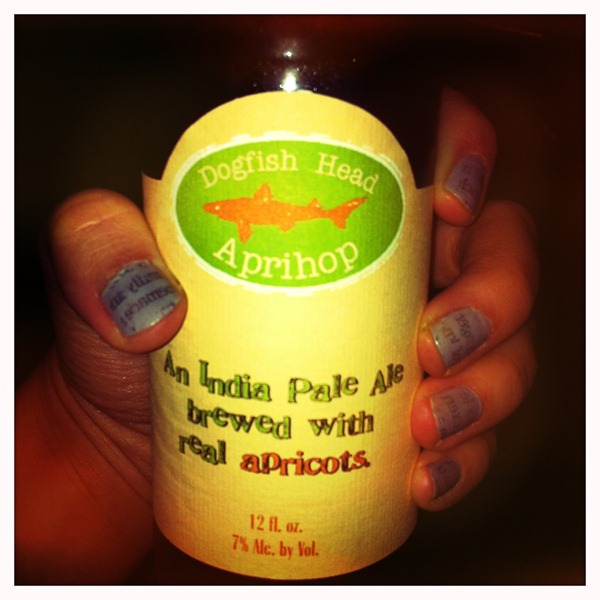 Dogfish Head
Aprihop
An India Pale Ale
brewed with
real apricots.
12 fl. oz.
7% Alc. by Vol.